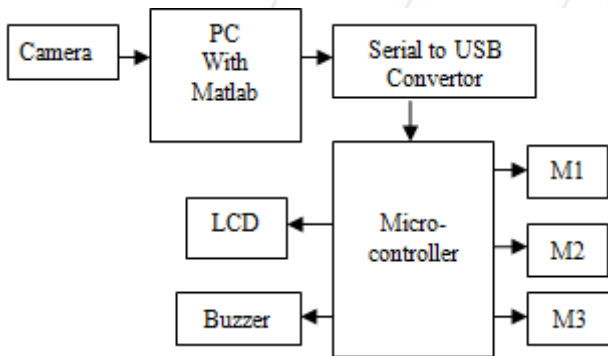 Camera
PC
With
Matlab
Serial to USB
Convertor
LCD
Buzzer
Micro-
controller
M1
M2
M3